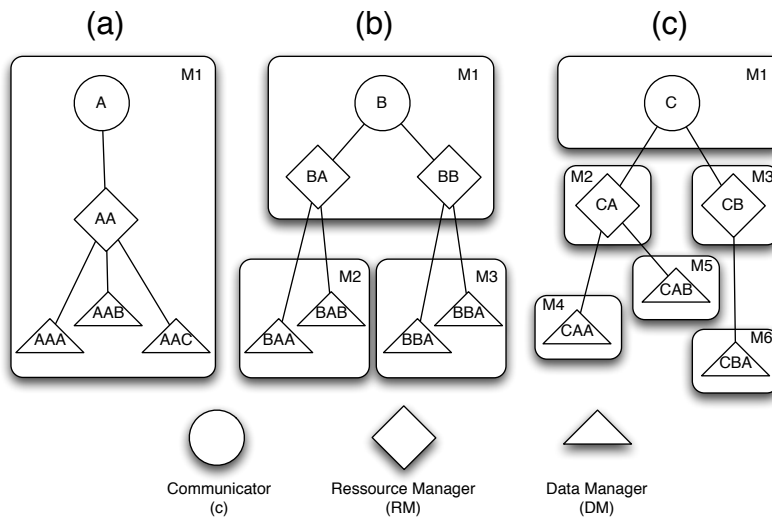 (a)
(b)
(c)
M1
A
AA
AAA
AAB
AAC
M1
B
BA
BB
M2
BAA
BAB
M3
BBA
BBA
M1
C
M2
CA
M3
CB
M5
CAB
M4
CAA
M6
CBA
Communicator
(c)
Ressource Manager
(RM)
Data Manager
(DM)